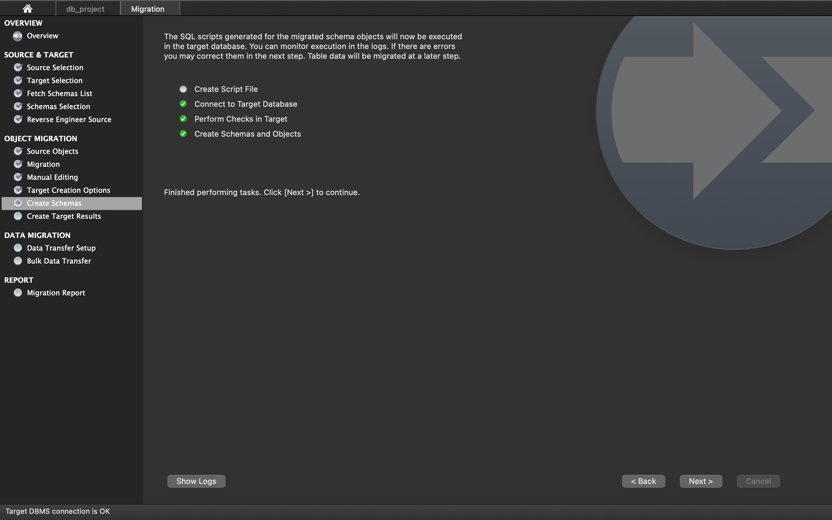 db_project
Migration
OVERVIEW
Overview
SOURCE & TARGET
Source Selection
Target Selection
Fetch Schemas List
Schemas Selection
Reverse Engineer Source
OBJECT MIGRATION
Source Objects
Migration
Manual Editing
Target Creation Options
Create Schemas
Create Target Results
DATA MIGRATION
Data Transfer Setup
Bulk Data Transfer
REPORT
Migration Report
The SQL scripts generated for the migrated schema objects will now be executed
in the target database. You can monitor execution in the logs. If there are errors
you may correct them in the next step. Table data will be migrated at a later step.
Create Script File
Connect to Target Database
Perform Checks in Target
Create Schemas and Objects
Finished performing tasks. Click [Next >] to continue.
Show Logs
< Back
Next >
Cancel
Target DBMS connection is OK